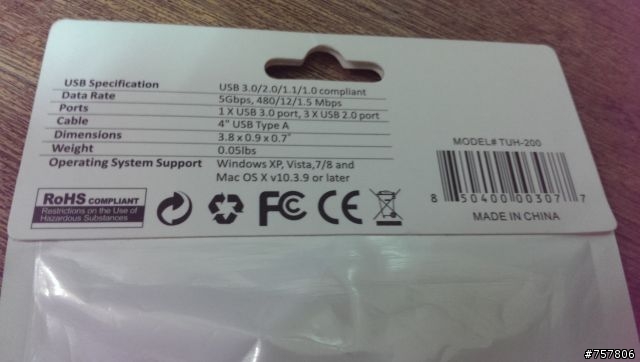 USB Specification USB 3.0/2.0/1.1/1.0 compliant
Data Rate 5Gbps, 480/12/1.5 Mbps
Ports 1 X USB 3.0 port, 3 X USB 2.0 port
Cable 4" USB Type A
Dimensions 3.8 x 0.9 x 0.7"
Weight 0.05lbs
Operating System Support Windows XP, Vista,7/8 and
Mac OS X v10.3.9 or later
RoHS COMPLIANT
Restrictions on the Use of
Hazardous Substances
FC CE
MODEL# TUH-200
8 50400 00307 7
MADE IN CHINA
#757806